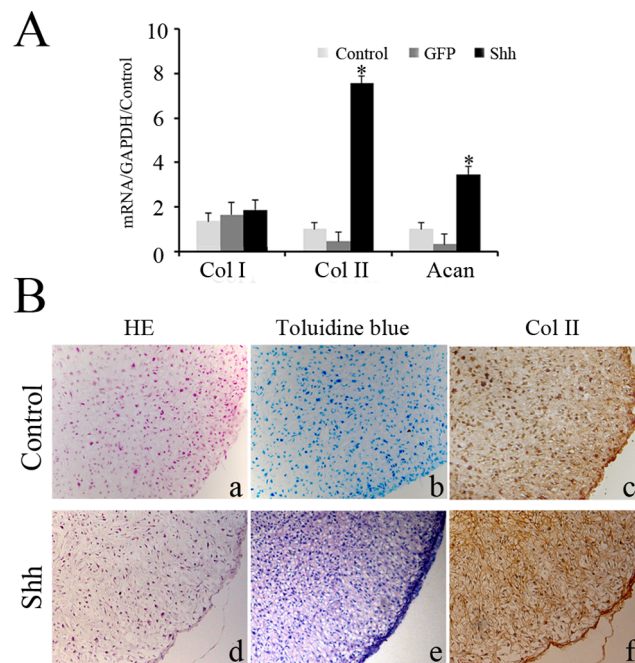 A
10
8
6
4
2
0
mRNA/GAPDH/Control
Control GFP Shh
*
*
Col I Col II Acan
B
HE Toluidine blue Col II
Control
a b c
Shh
d e f